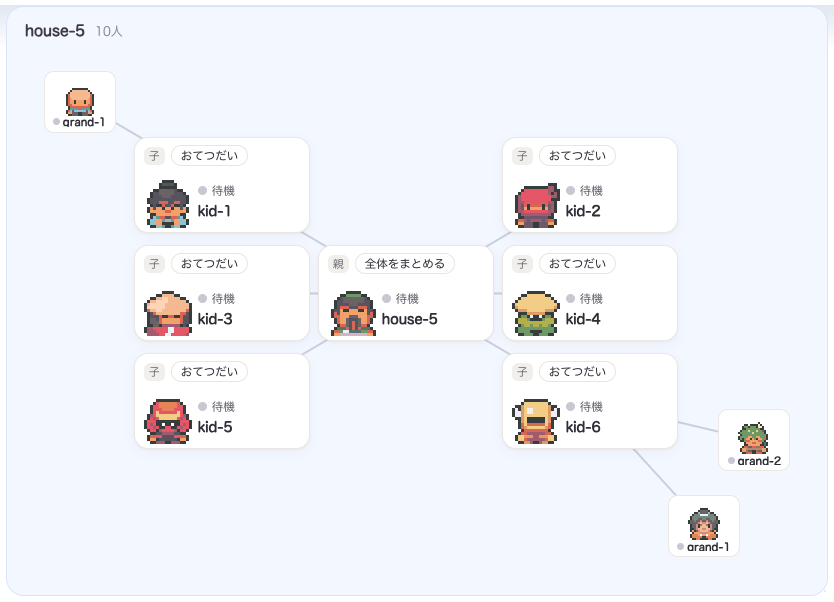 house-5 10人
grand-1
子 おてつだい
待機
kid-1
子 おてつだい
待機
kid-2
子 おてつだい
待機
kid-3
親 全体をまとめる
待機
house-5
子 おてつだい
待機
kid-4
子 おてつだい
待機
kid-5
子 おてつだい
待機
kid-6
grand-2
grand-1